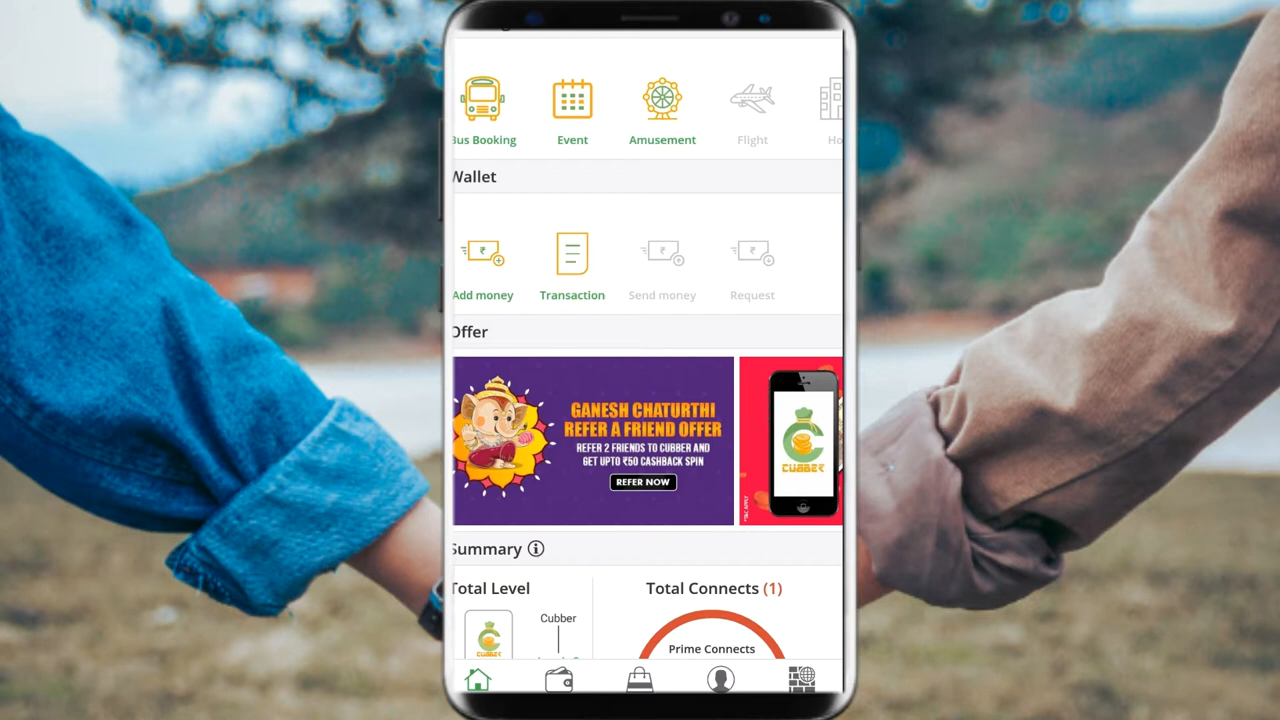 Bus Booking
Event
Amusement
Flight
Wallet
Add money
Transaction
Send money
Request
Offer
GANESH CHATURTHI
REFER A FRIEND OFFER
REFER 2 FRIENDS TO CUBBER AND
GET UPTO ₹50 CASHBACK SPIN
REFER NOW
CUBBER
*T&C APPLY
Summary
Total Level
Total Connects (1)
CUBBER
Cubber
Prime Connects